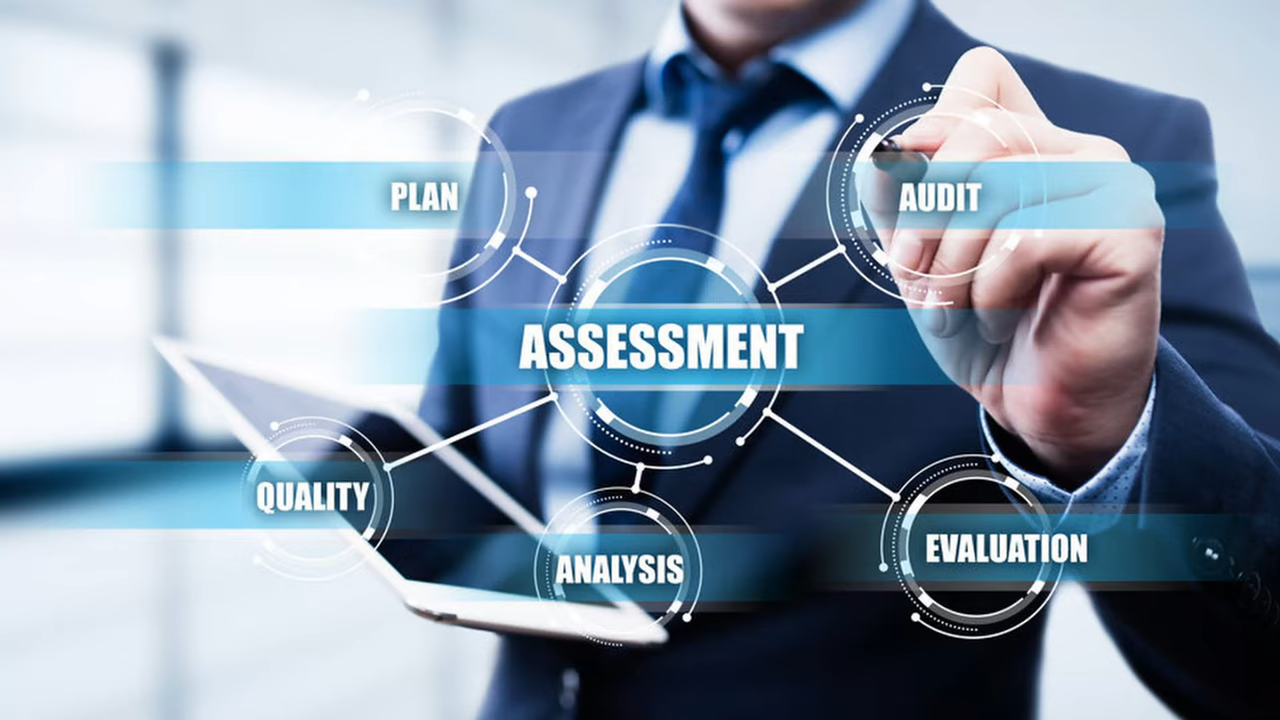 PLAN
AUDIT
ASSESSMENT
QUALITY
ANALYSIS
EVALUATION